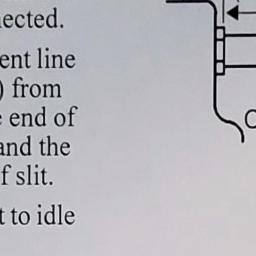 ected.
ent line
) from
end of
and the
f slit.
t to idle